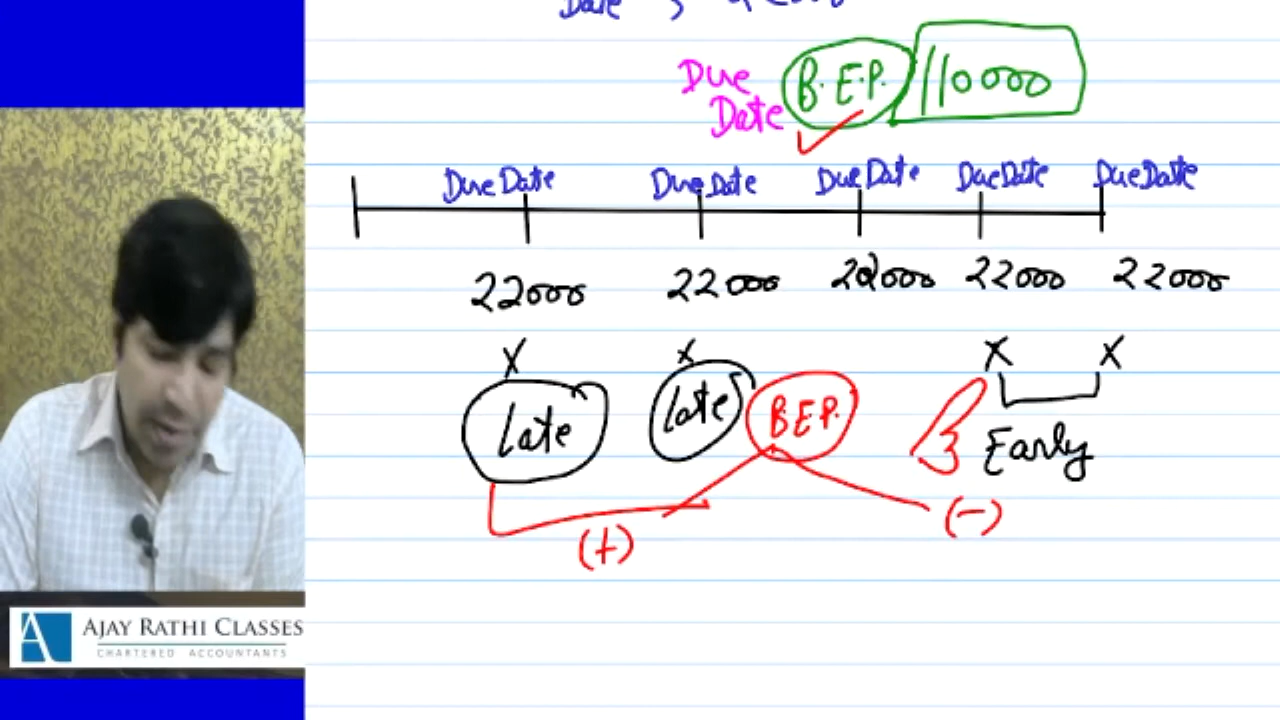 Date
Due
Date
B.E.P.
110000
Due Date Due Date Due Date Due Date Due Date
22000 22000 22000 22000 22000
X X X X
Late Late B.E.P. Early
(+) (-)
AJAY RATHI CLASSES
CHARTERED ACCOUNTANTS